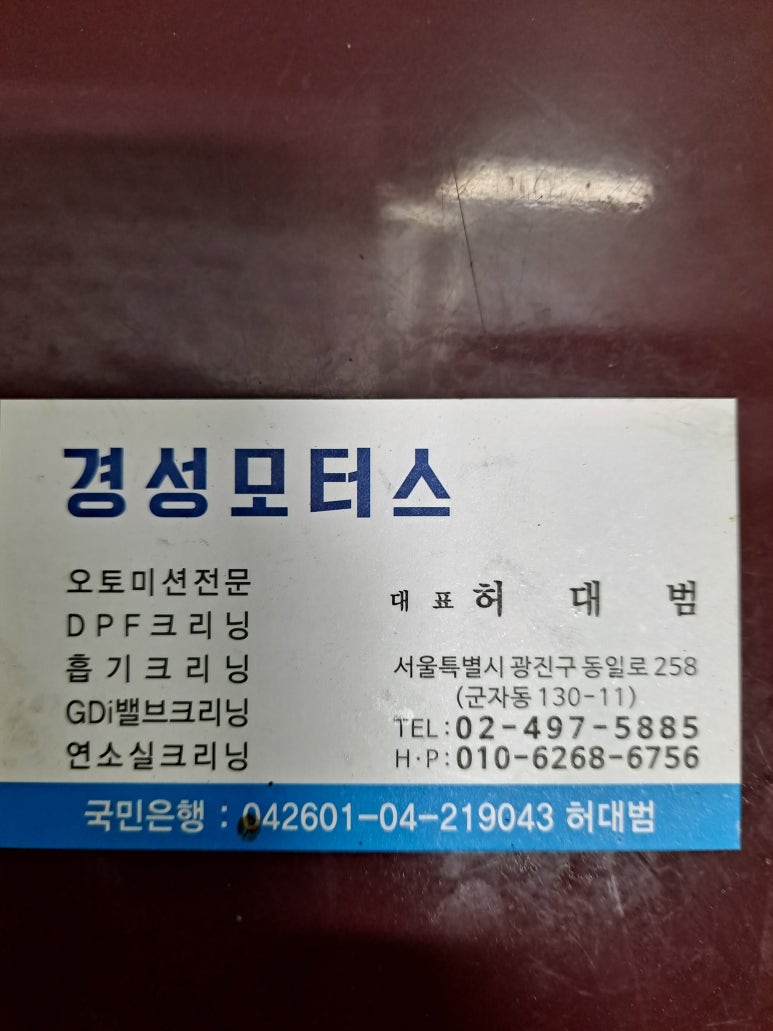 경성모터스
오토미션전문
DPF크리닝
흡기크리닝
GDi밸브크리닝
연소실크리닝
대표 허대범
서울특별시 광진구 동일로 258
(군자동 130-11)
TEL : 02-497-5885
H·P : 010-6268-6756
국민은행 : 042601-04-219043 허대범